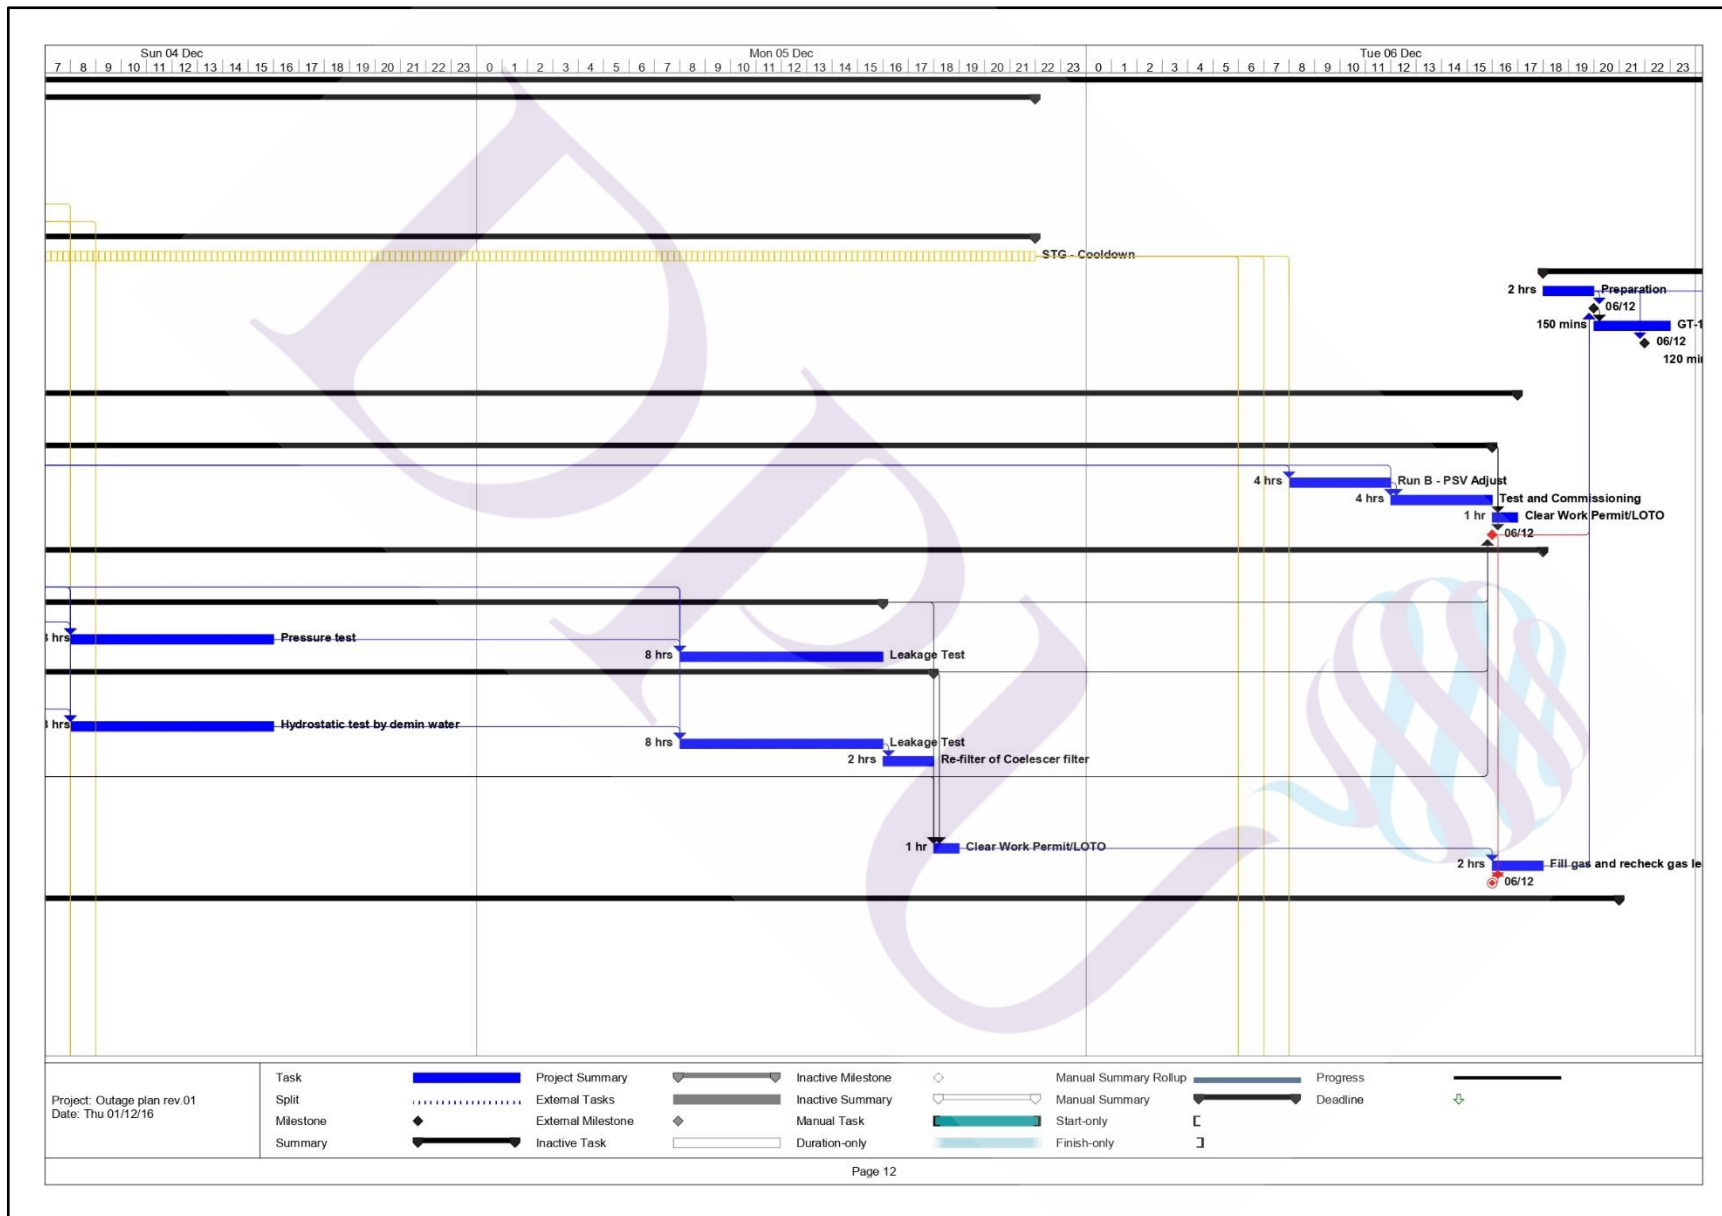 Sun 04 Dec Mon 05 Dec Tue 06 Dec
7 8 9 10 11 12 13 14 15 16 17 18 19 20 21 22 23 0 1 2 3 4 5 6 7 8 9 10 11 12 13 14 15 16 17 18 19 20 21 22 23 0 1 2 3 4 5 6 7 8 9 10 11 12 13 14 15 16 17 18 19 20 21 22 23
STG - Cooldown
2 hrs Preparation
06/12
150 mins GT-1
06/12
120 min
4 hrs Run B - PSV Adjust
4 hrs Test and Commissioning
1 hr Clear Work Permit/LOTO
06/12
hrs Pressure test
8 hrs Leakage Test
hrs Hydrostatic test by demin water
8 hrs Leakage Test
2 hrs Re-filter of Coelescer filter
1 hr Clear Work Permit/LOTO
2 hrs Fill gas and recheck gas le
06/12
DPU
Project: Outage plan rev.01
Date: Thu 01/12/16
Task Project Summary Inactive Milestone Manual Summary Rollup Progress
Split External Tasks Inactive Summary Manual Summary Deadline
Milestone External Milestone Manual Task Start-only
Summary Inactive Task Duration-only Finish-only
Page 12